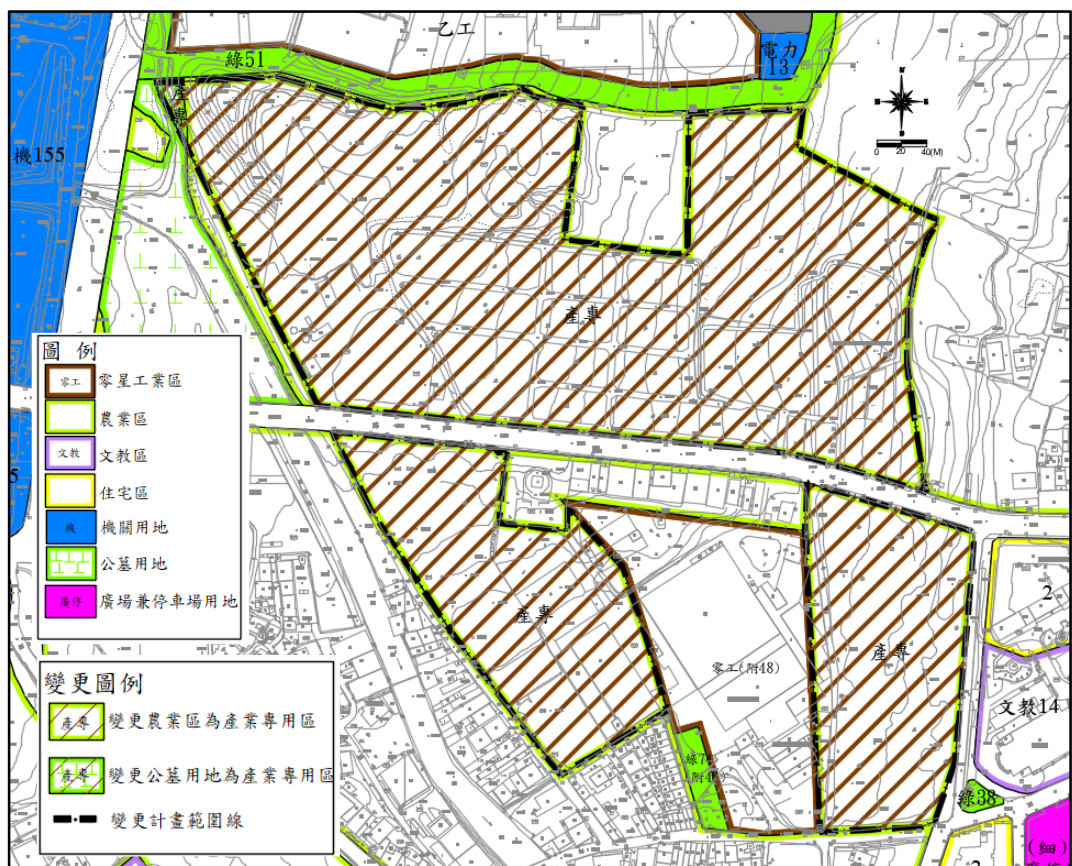 乙工
綠51
電力
13
產專
機155
0 20 40(M)
產專
圖 例
零工 零星工業區
農業區
文教 文教區
住宅區
機 機關用地
公墓用地
廣停 廣場兼停車場用地
5
產專
零工(附48)
產專
2
文教14
變更圖例
產專 變更農業區為產業專用區
產專 變更公墓用地為產業專用區
變更計畫範圍線
綠38
(細)